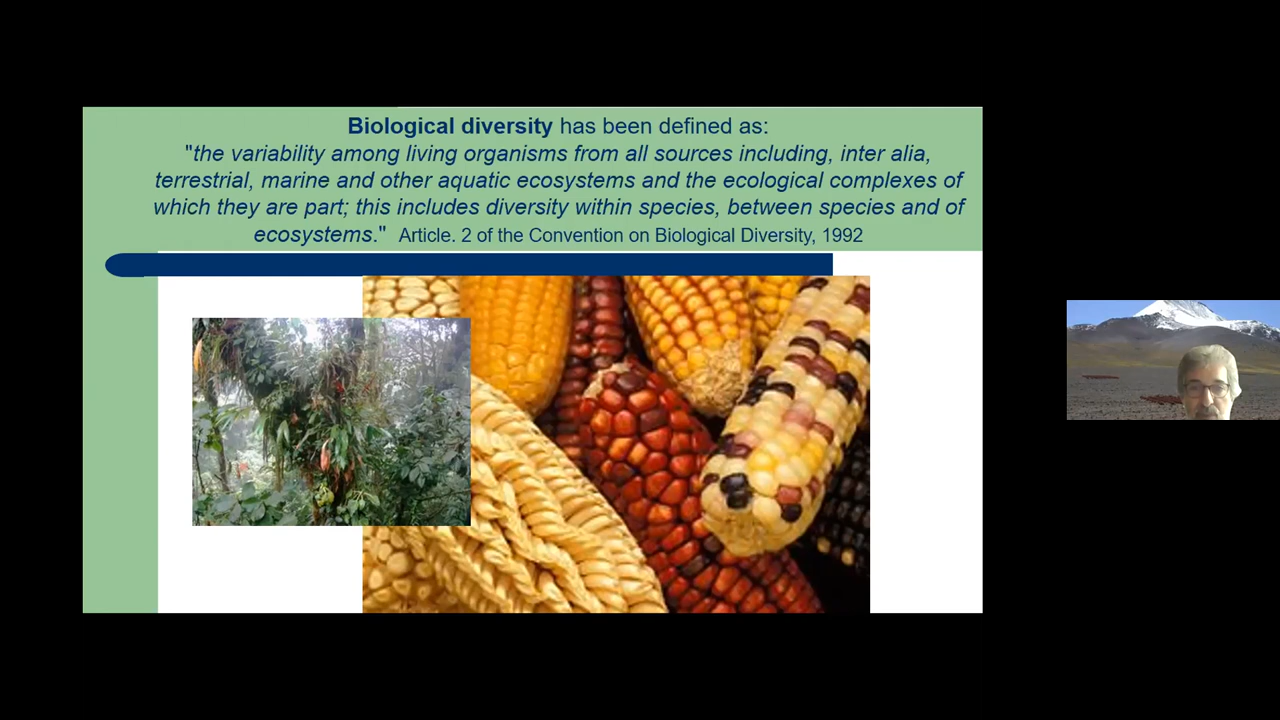 Biological diversity has been defined as:
"the variability among living organisms from all sources including, inter alia,
terrestrial, marine and other aquatic ecosystems and the ecological complexes of
which they are part; this includes diversity within species, between species and of
ecosystems." Article. 2 of the Convention on Biological Diversity, 1992